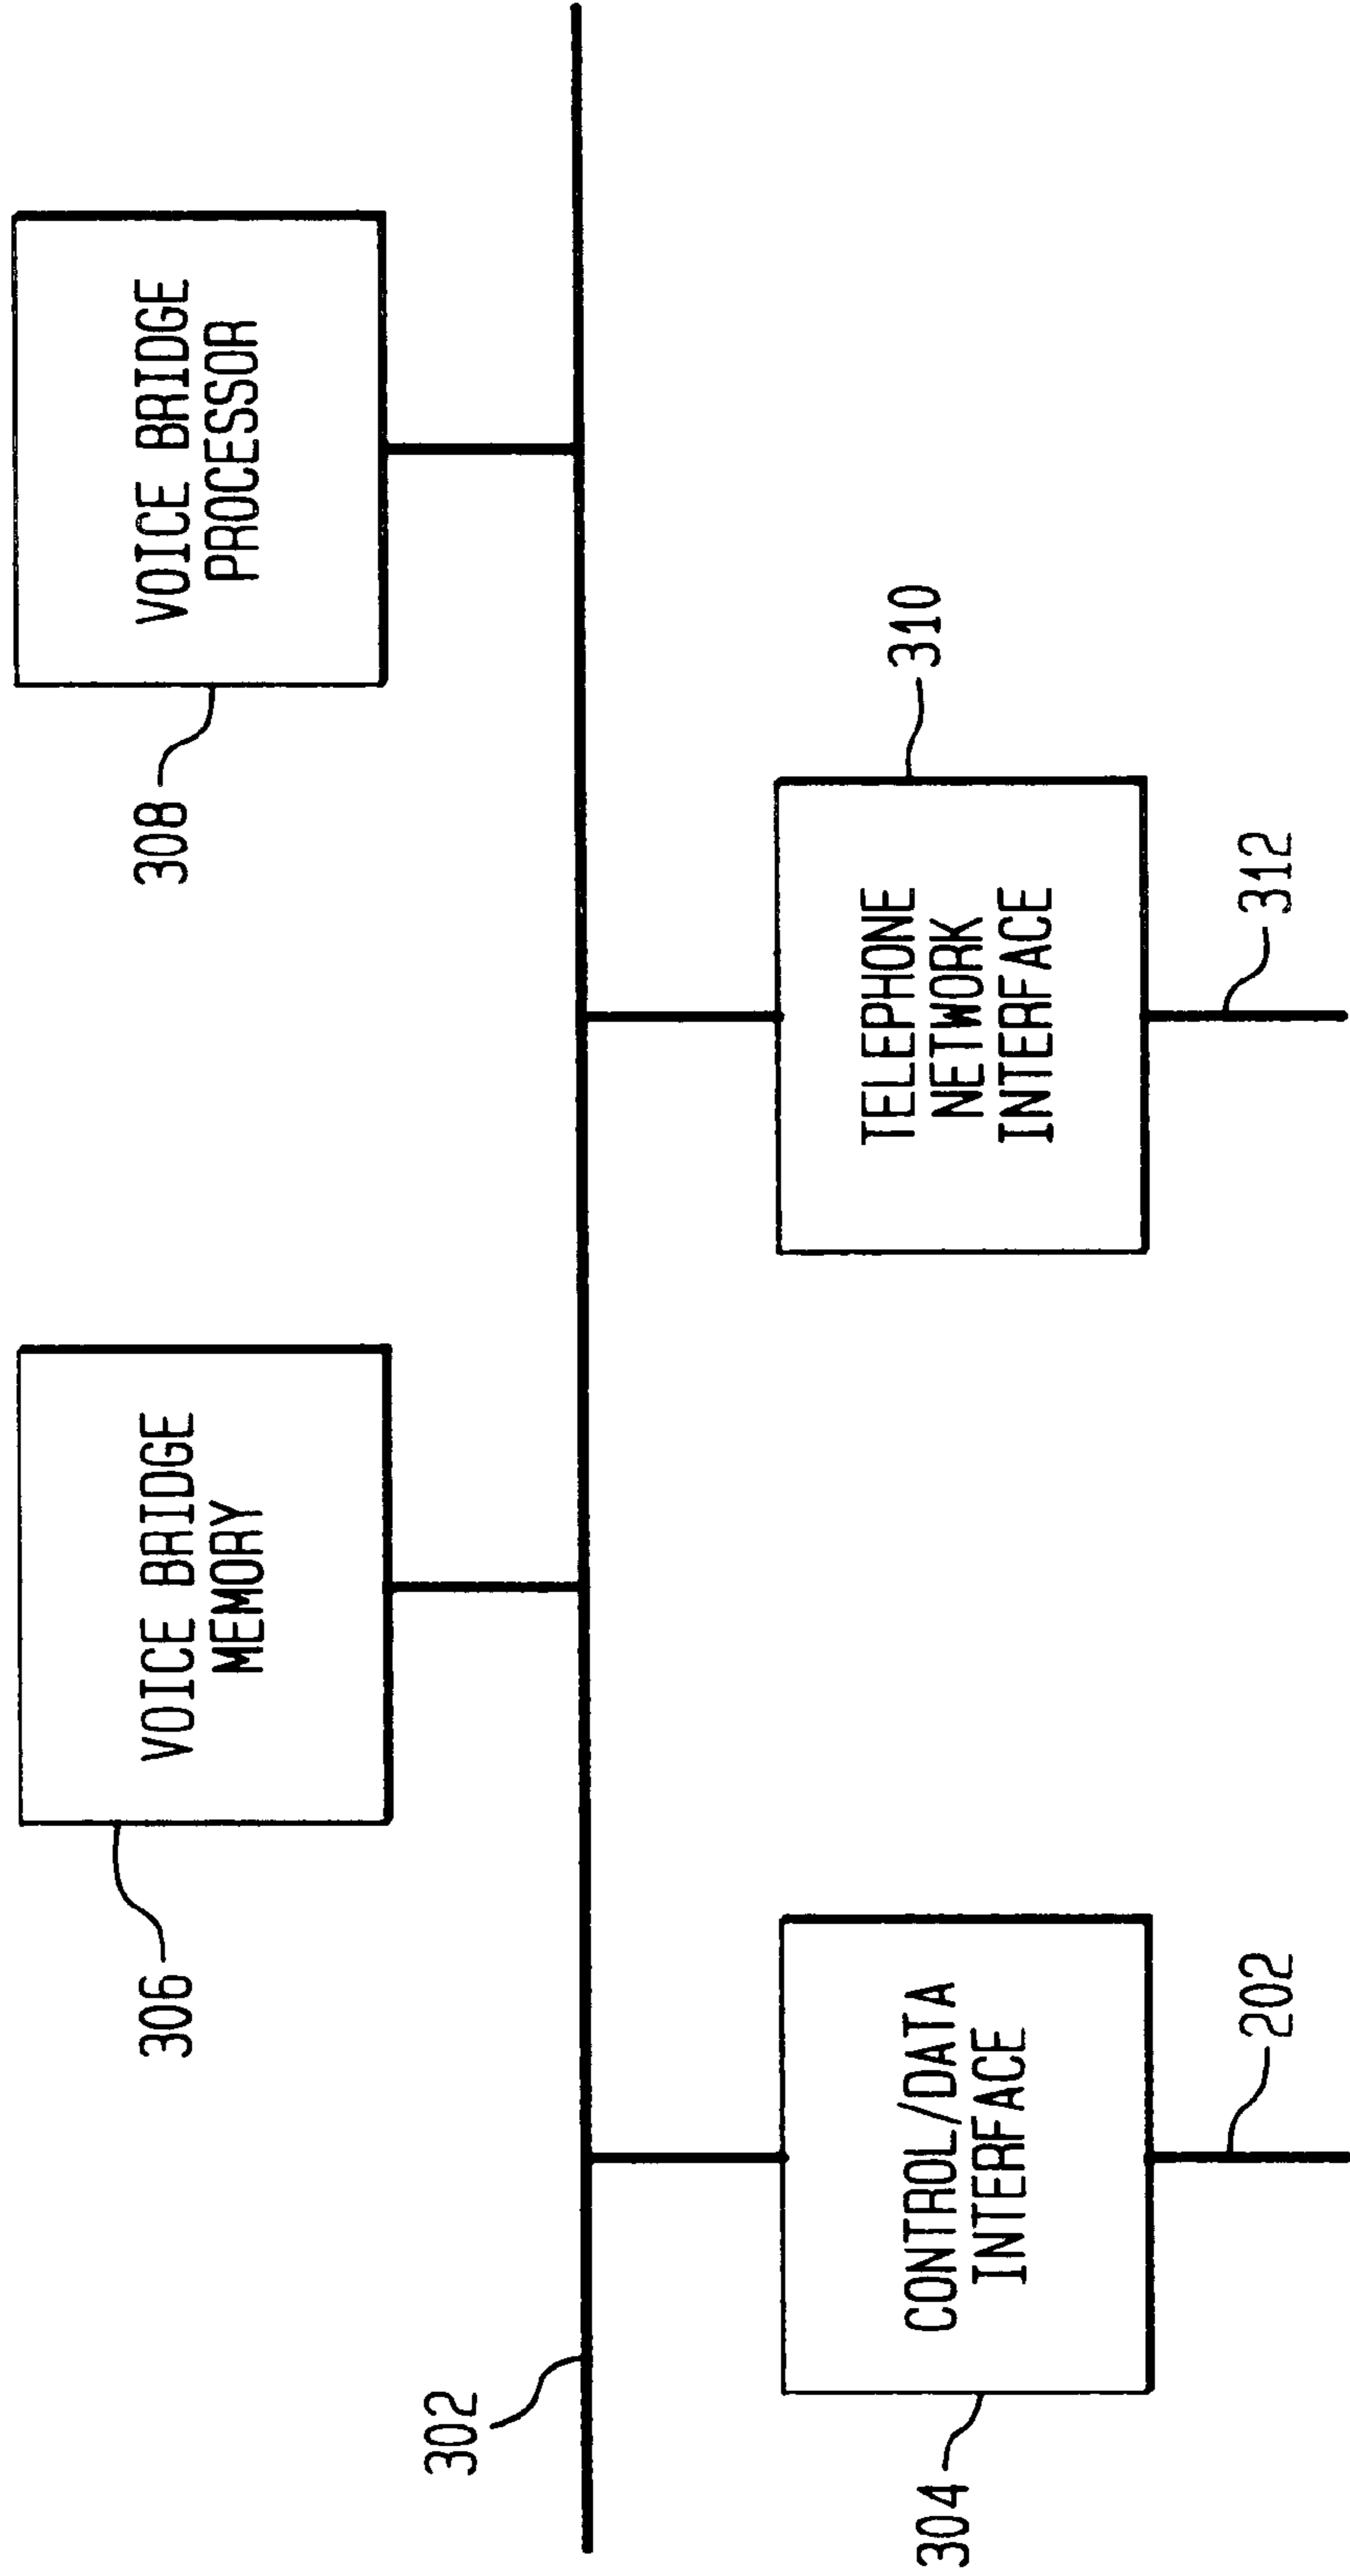 VOICE BRIDGE
MEMORY
306
VOICE BRIDGE
PROCESSOR
308
302
CONTROL/DATA
INTERFACE
304
202
TELEPHONE
NETWORK
INTERFACE
310
312